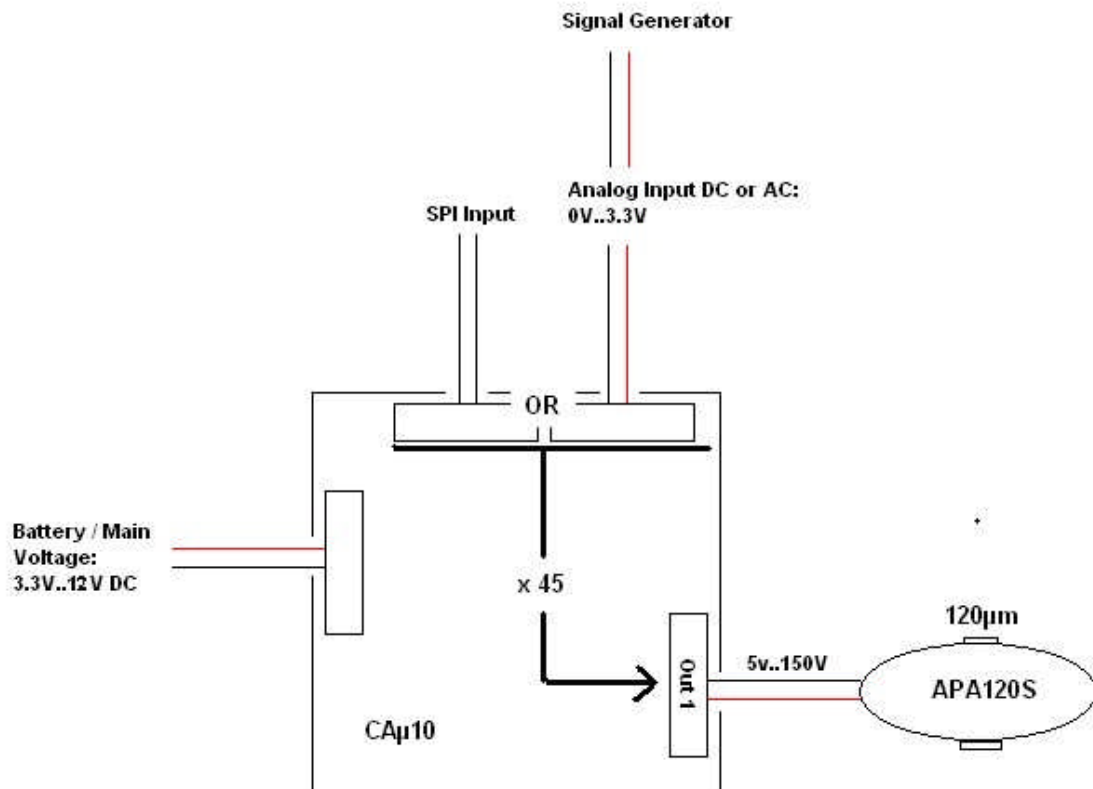 Signal Generator
Analog Input DC or AC:
0V..3.3V
SPI Input
OR
Battery / Main
Voltage:
3.3V..12V DC
x 45
Out 1
5v..150V
120µm
APA120S
CAµ10